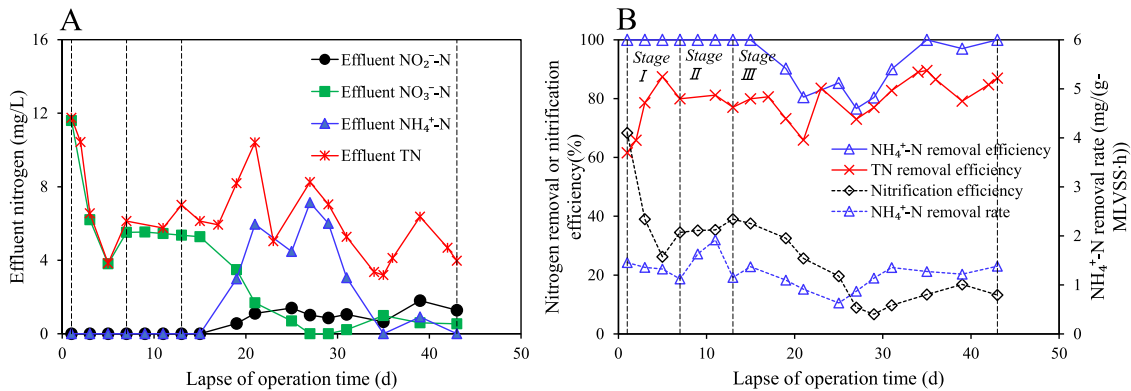 A
Effluent nitrogen (mg/L)
16
12
8
4
0
0
10
20
30
40
50
Lapse of operation time (d)
Effluent NO₂⁻-N
Effluent NO₃⁻-N
Effluent NH₄⁺-N
Effluent TN
B
Nitrogen removal or nitrification
efficiency(%)
100
80
60
40
20
0
0
10
20
30
40
50
Lapse of operation time (d)
Stage
I
Stage
II
Stage
III
NH₄⁺-N removal efficiency
TN removal efficiency
Nitrification efficiency
NH₄⁺-N removal rate
6
5
4
3
2
1
0
NH₄⁺-N removal rate (mg/(g-
MLVSS·h))